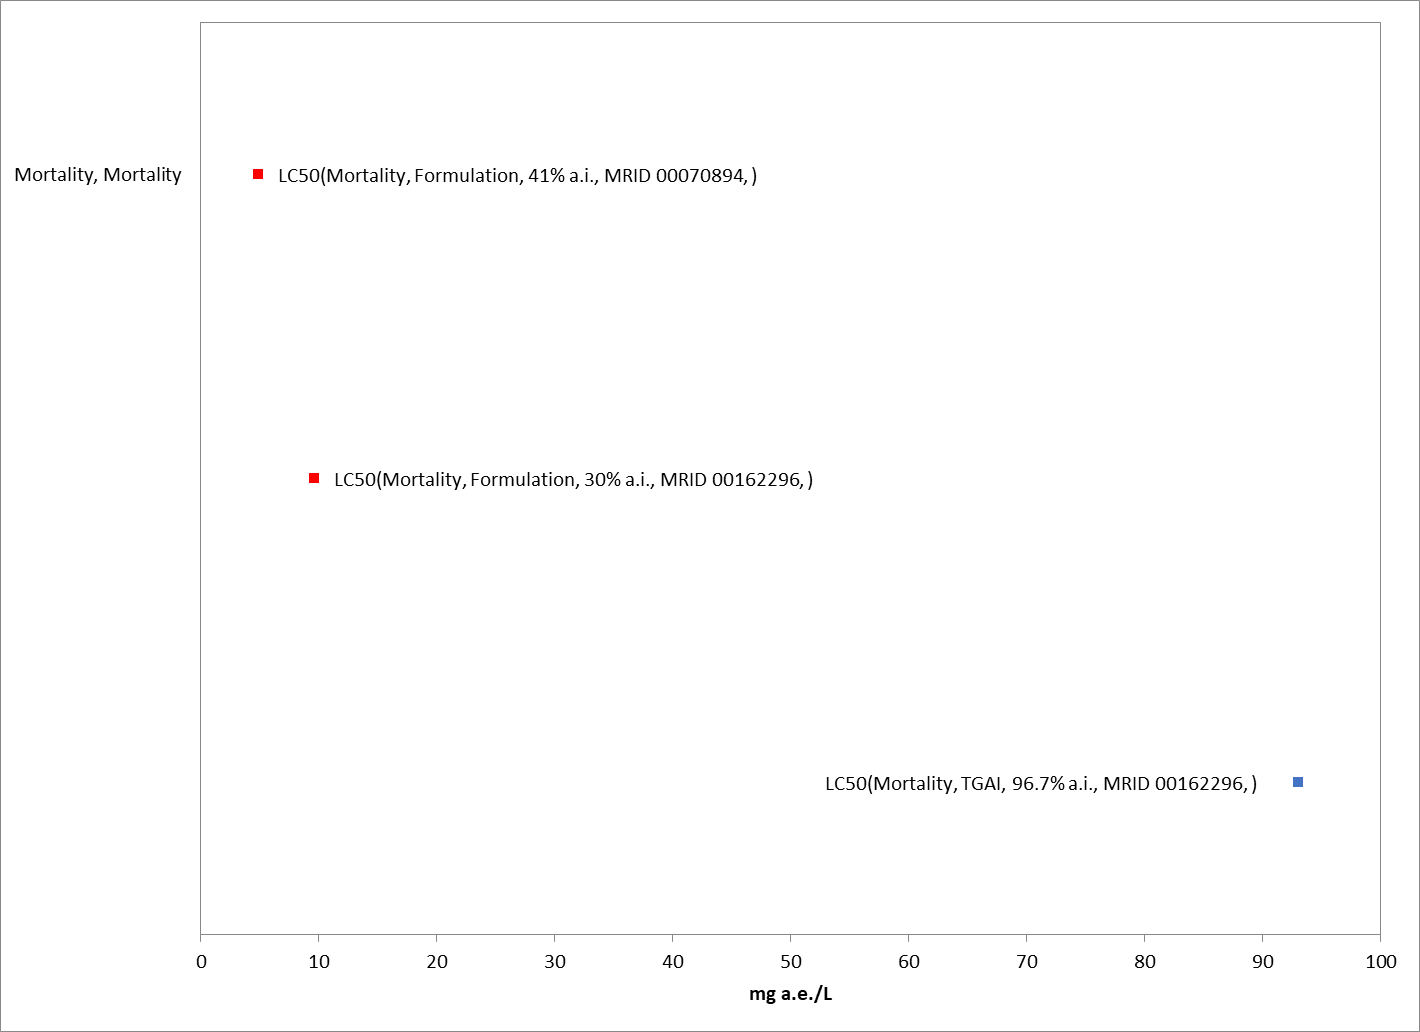 Mortality, Mortality
LC50(Mortality, Formulation, 41% a.i., MRID 00070894, )
LC50(Mortality, Formulation, 30% a.i., MRID 00162296, )
LC50(Mortality, TGAI, 96.7% a.i., MRID 00162296, )
0 10 20 30 40 50 60 70 80 90 100
mg a.e./L